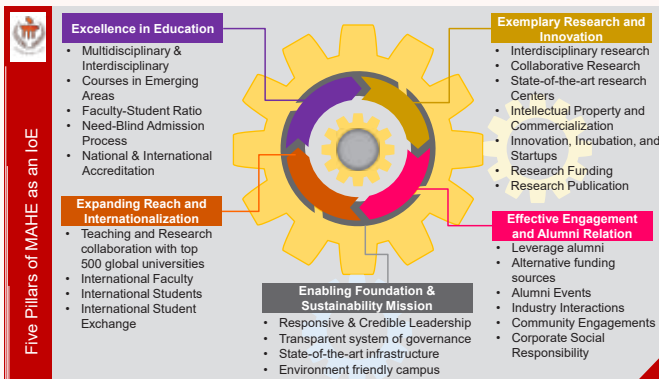 Five Pillars of MAHE as an IoE
Excellence in Education
• Multidisciplinary &
Interdisciplinary
• Courses in Emerging
Areas
• Faculty-Student Ratio
• Need-Blind Admission
Process
• National & International
Accreditation
Exemplary Research and
Innovation
• Interdisciplinary research
• Collaborative Research
• State-of-the-art research
Centers
• Intellectual Property and
Commercialization
• Innovation, Incubation, and
Startups
• Research Funding
• Research Publication
Expanding Reach and
Internationalization
• Teaching and Research
collaboration with top
500 global universities
• International Faculty
• International Students
• International Student
Exchange
Effective Engagement
and Alumni Relation
• Leverage alumni
• Alternative funding
sources
• Alumni Events
• Industry Interactions
• Community Engagements
• Corporate Social
Responsibility
Enabling Foundation &
Sustainability Mission
• Responsive & Credible Leadership
• Transparent system of governance
• State-of-the-art infrastructure
• Environment friendly campus